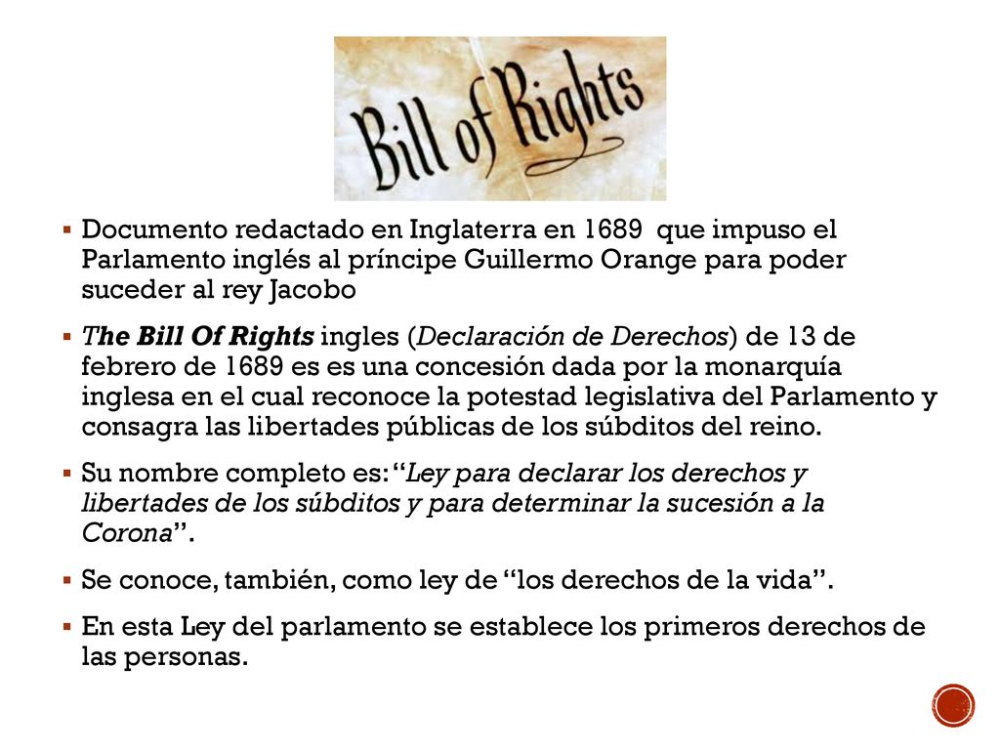 Bill of Rights
Documento redactado en Inglaterra en 1689 que impuso el
Parlamento inglés al príncipe Guillermo Orange para poder
suceder al rey Jacobo
The Bill Of Rights ingles (Declaración de Derechos) de 13 de
febrero de 1689 es es una concesión dada por la monarquía
inglesa en el cual reconoce la potestad legislativa del Parlamento y
consagra las libertades públicas de los súbditos del reino.
Su nombre completo es: “Ley para declarar los derechos y
libertades de los súbditos y para determinar la sucesión a la
Corona”.
Se conoce, también, como ley de “los derechos de la vida”.
En esta Ley del parlamento se establece los primeros derechos de
las personas.